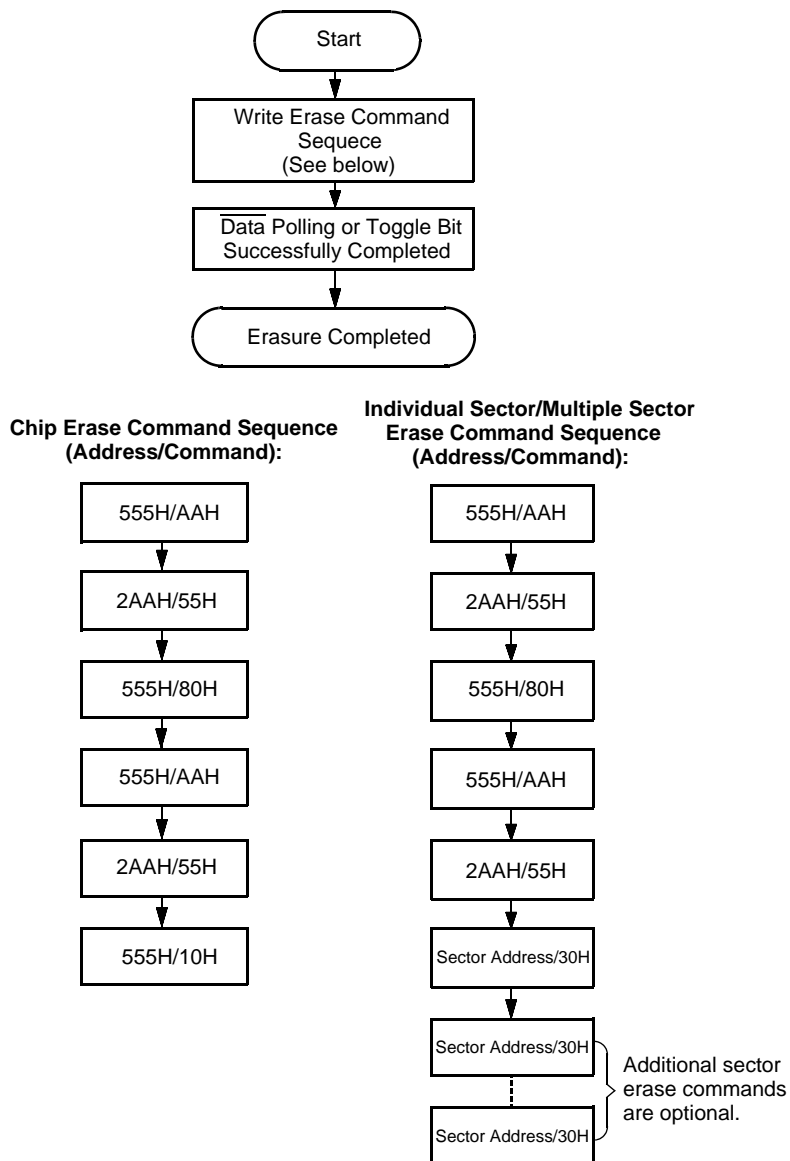 Start
Write Erase Command
Sequece
(See below)
Data Polling or Toggle Bit
Successfully Completed
Erasure Completed
Chip Erase Command Sequence
(Address/Command):
555H/AAH
2AAH/55H
555H/80H
555H/AAH
2AAH/55H
555H/10H
Individual Sector/Multiple Sector
Erase Command Sequence
(Address/Command):
555H/AAH
2AAH/55H
555H/80H
555H/AAH
2AAH/55H
Sector Address/30H
Sector Address/30H
Sector Address/30H
Additional sector
erase commands
are optional.